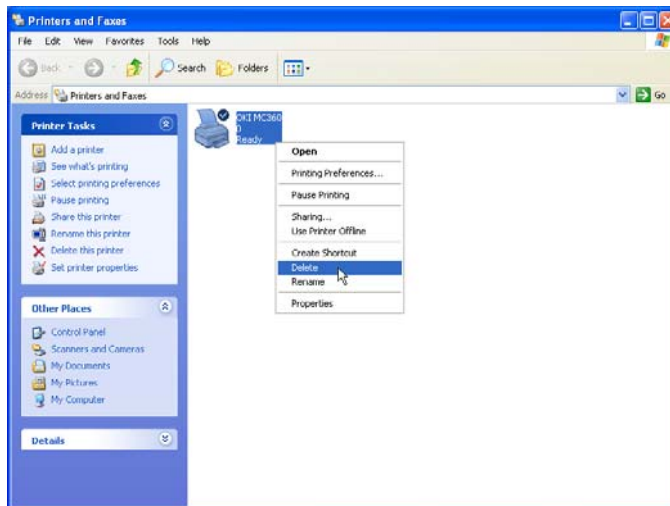 Printers and Faxes
File Edit View Favorites Tools Help
Back Search Folders
Address Printers and Faxes Go
Printer Tasks
Add a printer
See what's printing
Select printing preferences
Pause printing
Share this printer
Rename this printer
Delete this printer
Set printer properties
Other Places
Control Panel
Scanners and Cameras
My Documents
My Pictures
My Computer
Details
OKI MC360
0
Ready
Open
Printing Preferences...
Pause Printing
Sharing...
Use Printer Offline
Create Shortcut
Delete
Rename
Properties